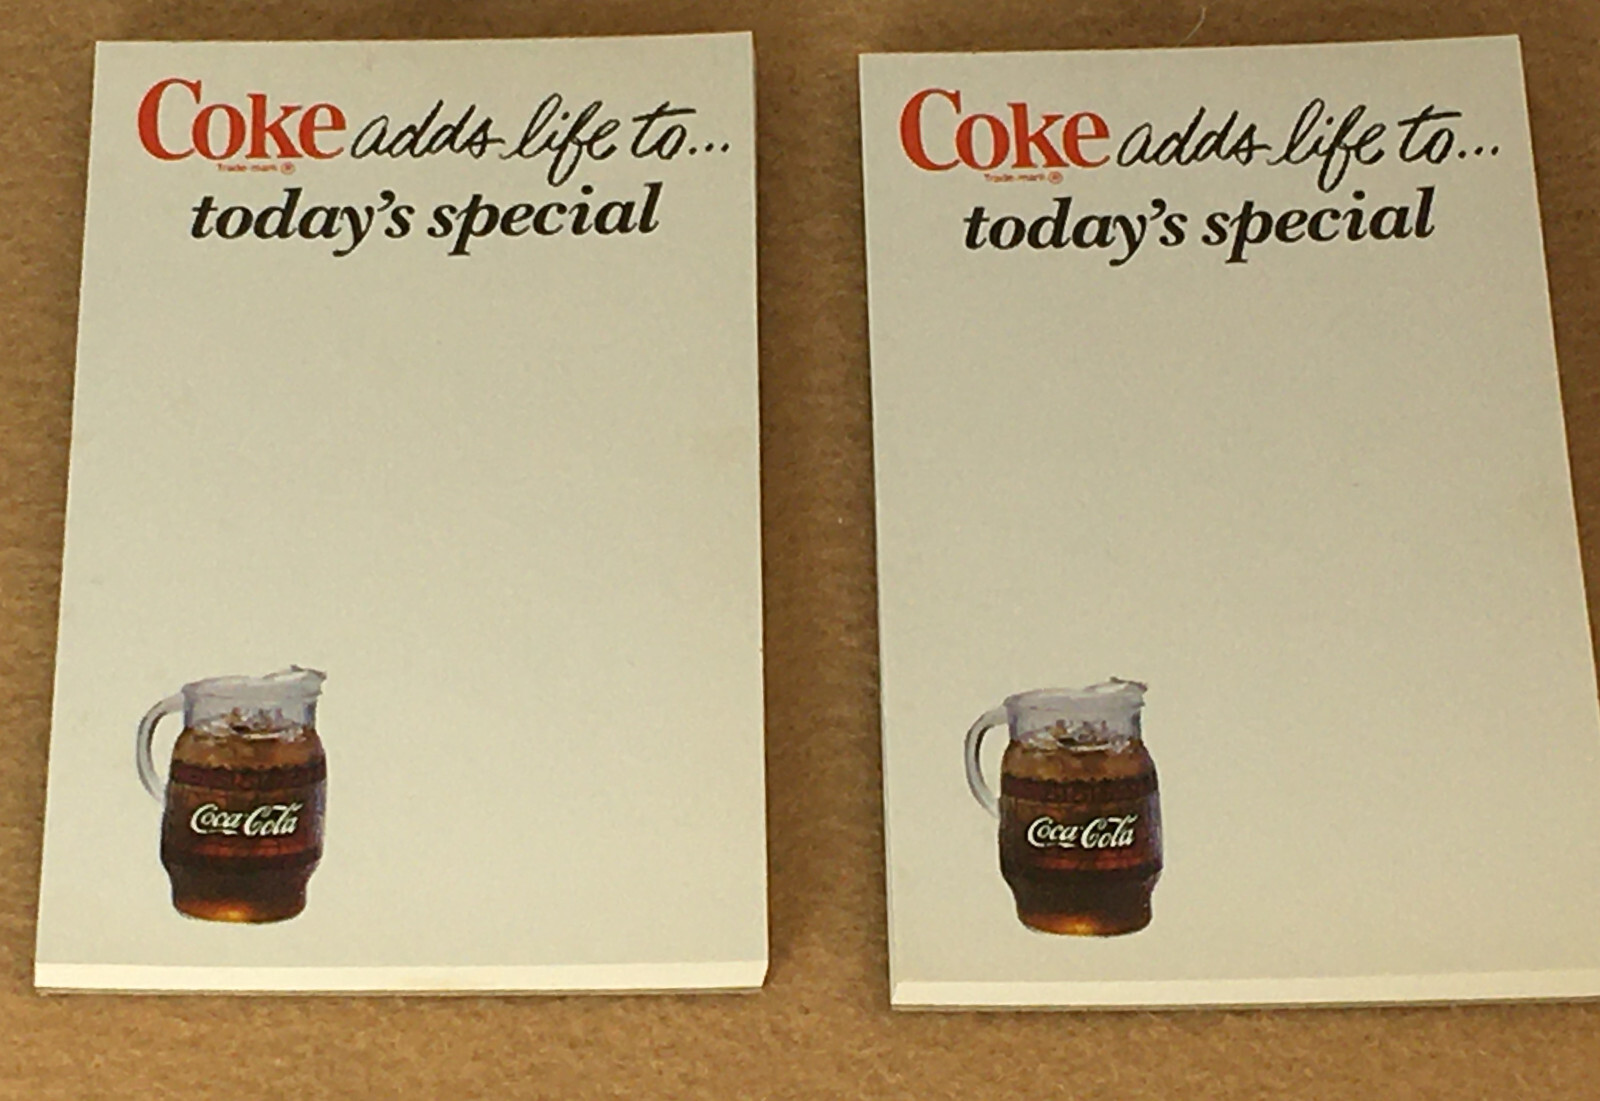 Coke adds life to...
Trade-mark ®
today's special
Coca-Cola
Coke adds life to...
Trade-mark ®
today's special
Coca-Cola